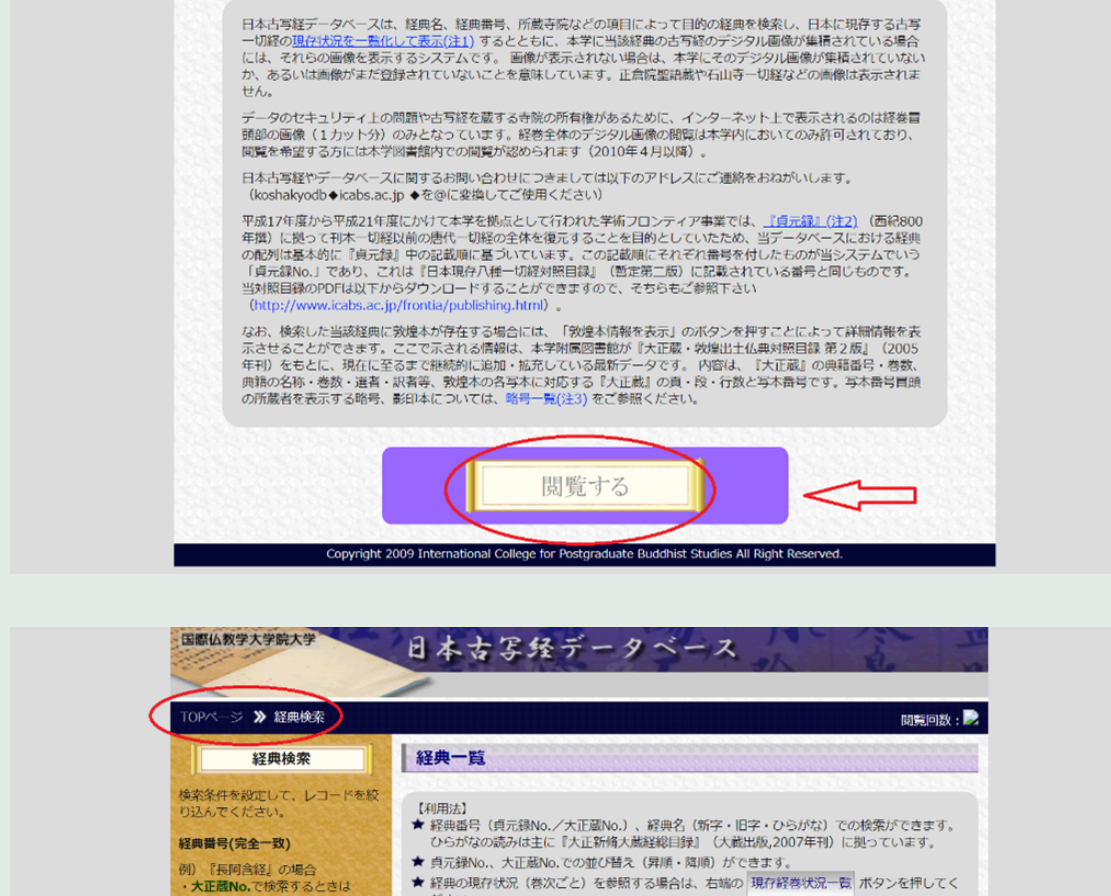 日本古写経データベースは、経典名、経典番号、所蔵寺院などの項目によって目的の経典を検索し、日本に現存する古写
一切経の現存状況を一覧化して表示(注1) するとともに、本学に当該経典の古写経のデジタル画像が集積されている場合
には、それらの画像を表示するシステムです。 画像が表示されない場合は、本学にそのデジタル画像が集積されていない
か、あるいは画像がまだ登録されていないことを意味しています。正倉院聖語蔵や石山寺一切経などの画像は表示されま
せん。
データのセキュリティ上の問題や古写経を蔵する寺院の所有権があるために、インターネット上で表示されるのは経巻冒
頭部の画像（１カット分）のみとなっています。経巻全体のデジタル画像の閲覧は本学内においてのみ許可されており、
閲覧を希望する方には本学図書館内での閲覧が認められます（2010年４月以降）。
日本古写経やデータベースに関するお問い合わせにつきましては以下のアドレスにご連絡をおねがいします。
（koshakyodb◆icabs.ac.jp ◆を@に変換してご使用ください）
平成17年度から平成21年度にかけて本学を拠点として行われた学術フロンティア事業では、『貞元録』(注2) （西紀800
年撰）に拠って刊本一切経以前の唐代一切経の全体を復元することを目的としていたため、当データベースにおける経典
の配列は基本的に『貞元録』中の記載順に基づいています。この記載順にそれぞれ番号を付したものが当システムでいう
「貞元録No.」であり、これは『日本現存八種一切経対照目録』（暫定第二版）に記載されている番号と同じものです。
当対照目録のPDFは以下からダウンロードすることができますので、そちらもご参照下さい
（http://www.icabs.ac.jp/frontia/publishing.html）。
なお、検索した当該経典に敦煌本が存在する場合には、「敦煌本情報を表示」のボタンを押すことによって詳細情報を表
示させることができます。ここで示される情報は、本学附属図書館が『大正蔵・敦煌出土仏典対照目録 第２版』（2005
年刊）をもとに、現在に至るまで継続的に追加・拡充している最新データです。 内容は、『大正蔵』の典籍番号・巻数、
典籍の名称・巻数・選者・訳者等、敦煌本の各写本に対応する『大正蔵』の頁・段・行数と写本番号です。写本番号冒頭
の所蔵者を表示する略号、影印本については、略号一覧(注3) をご参照ください。
閲覧する
Copyright 2009 International College for Postgraduate Buddhist Studies All Right Reserved.
国際仏教学大学院大学
日本古写経データベース
TOPページ 》 経典検索
閲覧回数：
経典検索
検索条件を設定して、レコードを絞
り込んでください。
経典番号(完全一致)
例）『長阿含経』の場合
・大正蔵No.で検索するときは
経典一覧
【利用法】
★ 経典番号（貞元録No.／大正蔵No.）、経典名（新字・旧字・ひらがな）での検索ができます。
ひらがなの読みは主に『大正新脩大蔵経総目録』（大蔵出版,2007年刊）に拠っています。
★ 貞元録No.、大正蔵No.での並び替え（昇順・降順）ができます。
★ 経典の現存状況（巻次ごと）を参照する場合は、右端の 現存経巻状況一覧 ボタンを押してく